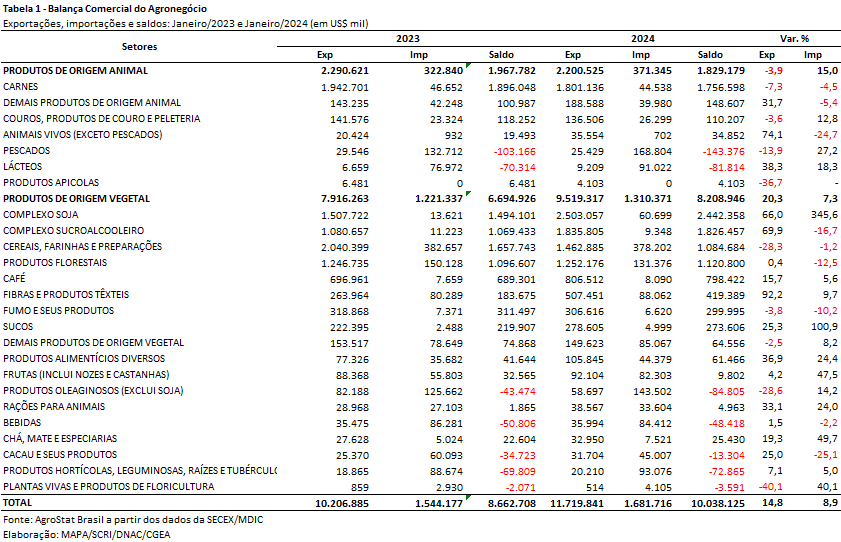 Tabela 1 - Balança Comercial do Agronegócio
Exportações, importações e saldos: Janeiro/2023 e Janeiro/2024 (em US$ mil)
Setores 2023 2024 Var. %
Exp Imp Saldo Exp Imp Saldo Exp Imp
PRODUTOS DE ORIGEM ANIMAL 2.290.621 322.840 1.967.782 2.200.525 371.345 1.829.179 -3,9 15,0
CARNES 1.942.701 46.652 1.896.048 1.801.136 44.538 1.756.598 -7,3 -4,5
DEMAIS PRODUTOS DE ORIGEM ANIMAL 143.235 42.248 100.987 188.588 39.980 148.607 31,7 -5,4
COUROS, PRODUTOS DE COURO E PELETERIA 141.576 23.324 118.252 136.506 26.299 110.207 -3,6 12,8
ANIMAIS VIVOS (EXCETO PESCADOS) 20.424 932 19.493 35.554 702 34.852 74,1 -24,7
PESCADOS 29.546 132.712 -103.166 25.429 168.804 -143.376 -13,9 27,2
LÁCTEOS 6.659 76.972 -70.314 9.209 91.022 -81.814 38,3 18,3
PRODUTOS APICOLAS 6.481 0 6.481 4.103 0 4.103 -36,7 -
PRODUTOS DE ORIGEM VEGETAL 7.916.263 1.221.337 6.694.926 9.519.317 1.310.371 8.208.946 20,3 7,3
COMPLEXO SOJA 1.507.722 13.621 1.494.101 2.503.057 60.699 2.442.358 66,0 345,6
COMPLEXO SUCROALCOOLEIRO 1.080.657 11.223 1.069.433 1.835.805 9.348 1.826.457 69,9 -16,7
CEREAIS, FARINHAS E PREPARAÇÕES 2.040.399 382.657 1.657.743 1.462.885 378.202 1.084.684 -28,3 -1,2
PRODUTOS FLORESTAIS 1.246.735 150.128 1.096.607 1.252.176 131.376 1.120.800 0,4 -12,5
CAFÉ 696.961 7.659 689.301 806.512 8.090 798.422 15,7 5,6
FIBRAS E PRODUTOS TÊXTEIS 263.964 80.289 183.675 507.451 88.062 419.389 92,2 9,7
FUMO E SEUS PRODUTOS 318.868 7.371 311.497 306.616 6.620 299.995 -3,8 -10,2
SUCOS 222.395 2.488 219.907 278.605 4.999 273.606 25,3 100,9
DEMAIS PRODUTOS DE ORIGEM VEGETAL 153.517 78.649 74.868 149.623 85.067 64.556 -2,5 8,2
PRODUTOS ALIMENTÍCIOS DIVERSOS 77.326 35.682 41.644 105.845 44.379 61.466 36,9 24,4
FRUTAS (INCLUI NOZES E CASTANHAS) 88.368 55.803 32.565 92.104 82.303 9.802 4,2 47,5
PRODUTOS OLEAGINOSOS (EXCLUI SOJA) 82.188 125.662 -43.474 58.697 143.502 -84.805 -28,6 14,2
RAÇÕES PARA ANIMAIS 28.968 27.103 1.865 38.567 33.604 4.963 33,1 24,0
BEBIDAS 35.475 86.281 -50.806 35.994 84.412 -48.418 1,5 -2,2
CHÁ, MATE E ESPECIARIAS 27.628 5.024 22.604 32.950 7.521 25.430 19,3 49,7
CACAU E SEUS PRODUTOS 25.370 60.093 -34.723 31.704 45.007 -13.304 25,0 -25,1
PRODUTOS HORTÍCOLAS, LEGUMINOSAS, RAÍZES E TUBÉRCUL 18.865 88.674 -69.809 20.210 93.076 -72.865 7,1 5,0
PLANTAS VIVAS E PRODUTOS DE FLORICULTURA 859 2.930 -2.071 514 4.105 -3.591 -40,1 40,1
TOTAL 10.206.885 1.544.177 8.662.708 11.719.841 1.681.716 10.038.125 14,8 8,9
Fonte: AgroStat Brasil a partir dos dados da SECEX/MDIC
Elaboração: MAPA/SCRI/DNAC/CGEA